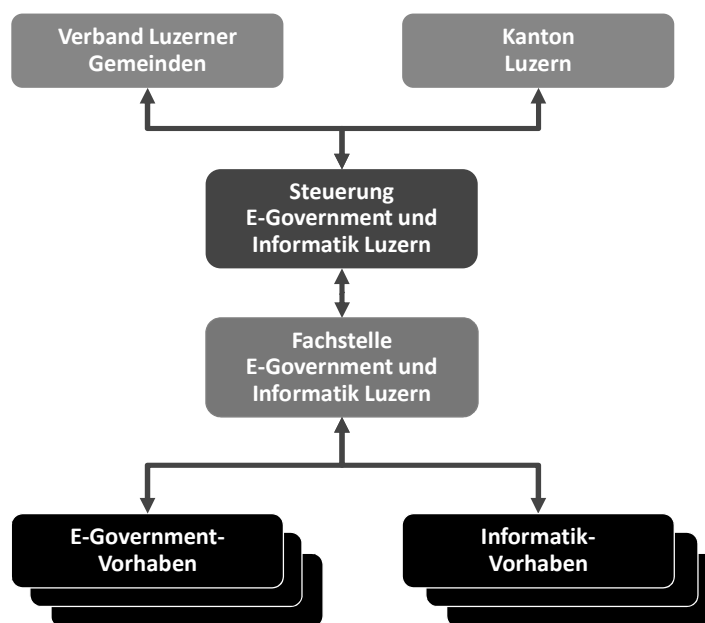 Verband Luzerner
Gemeinden
Kanton
Luzern
Steuerung
E-Government und
Informatik Luzern
Fachstelle
E-Government und
Informatik Luzern
E-Government-
Vorhaben
Informatik-
Vorhaben